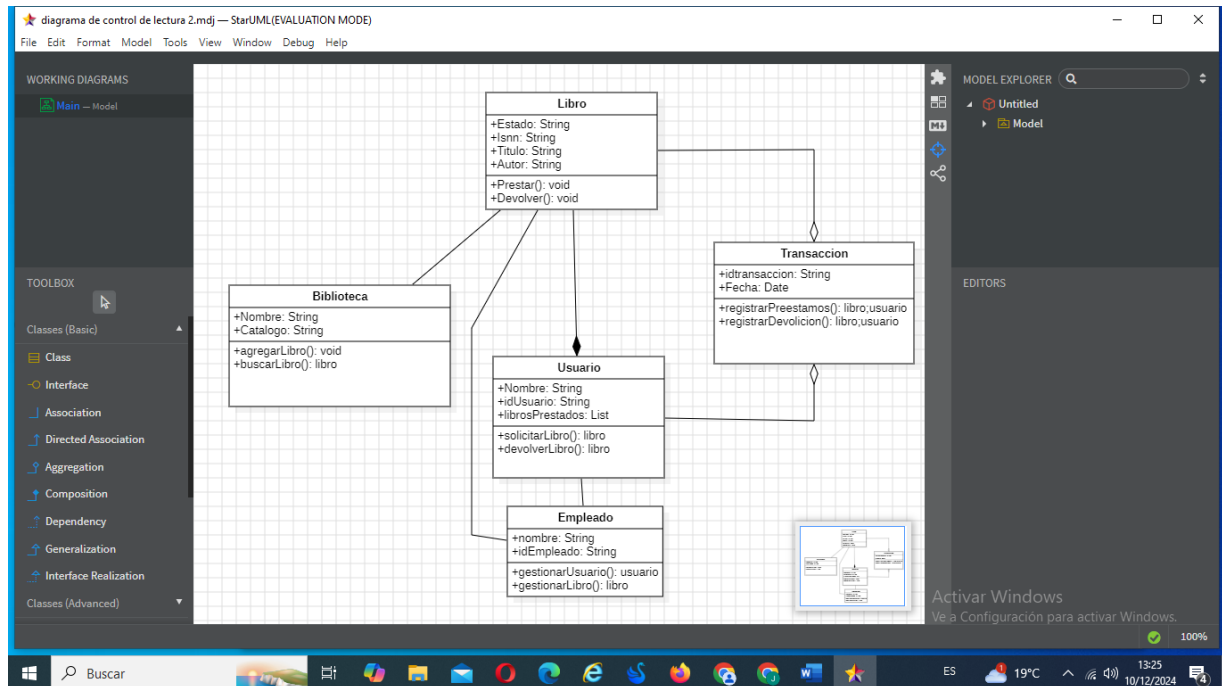 diagrama de control de lectura 2.mdj — StarUML(EVALUATION MODE)
File Edit Format Model Tools View Window Debug Help
WORKING DIAGRAMS
Main — Model
TOOLBOX
Classes (Basic)
Class
Interface
Association
Directed Association
Aggregation
Composition
Dependency
Generalization
Interface Realization
Classes (Advanced)
Libro
+Estado: String
+Isnn: String
+Titulo: String
+Autor: String
+Prestar(): void
+Devolver(): void
Biblioteca
+Nombre: String
+Catalogo: String
+agregarLibro(): void
+buscarLibro(): libro
Transaccion
+idtransaccion: String
+Fecha: Date
+registrarPreestamos(): libro;usuario
+registrarDevolicion(): libro;usuario
Usuario
+Nombre: String
+idUsuario: String
+librosPrestados: List
+solicitarLibro(): libro
+devolverLibro(): libro
Empleado
+nombre: String
+idEmpleado: String
+gestionarUsuario(): usuario
+gestionarLibro(): libro
MODEL EXPLORER
Untitled
Model
EDITORS
Activar Windows
Ve a Configuración para activar Windows.
100%
Buscar
ES
1
19°C
13:25
10/12/2024
4